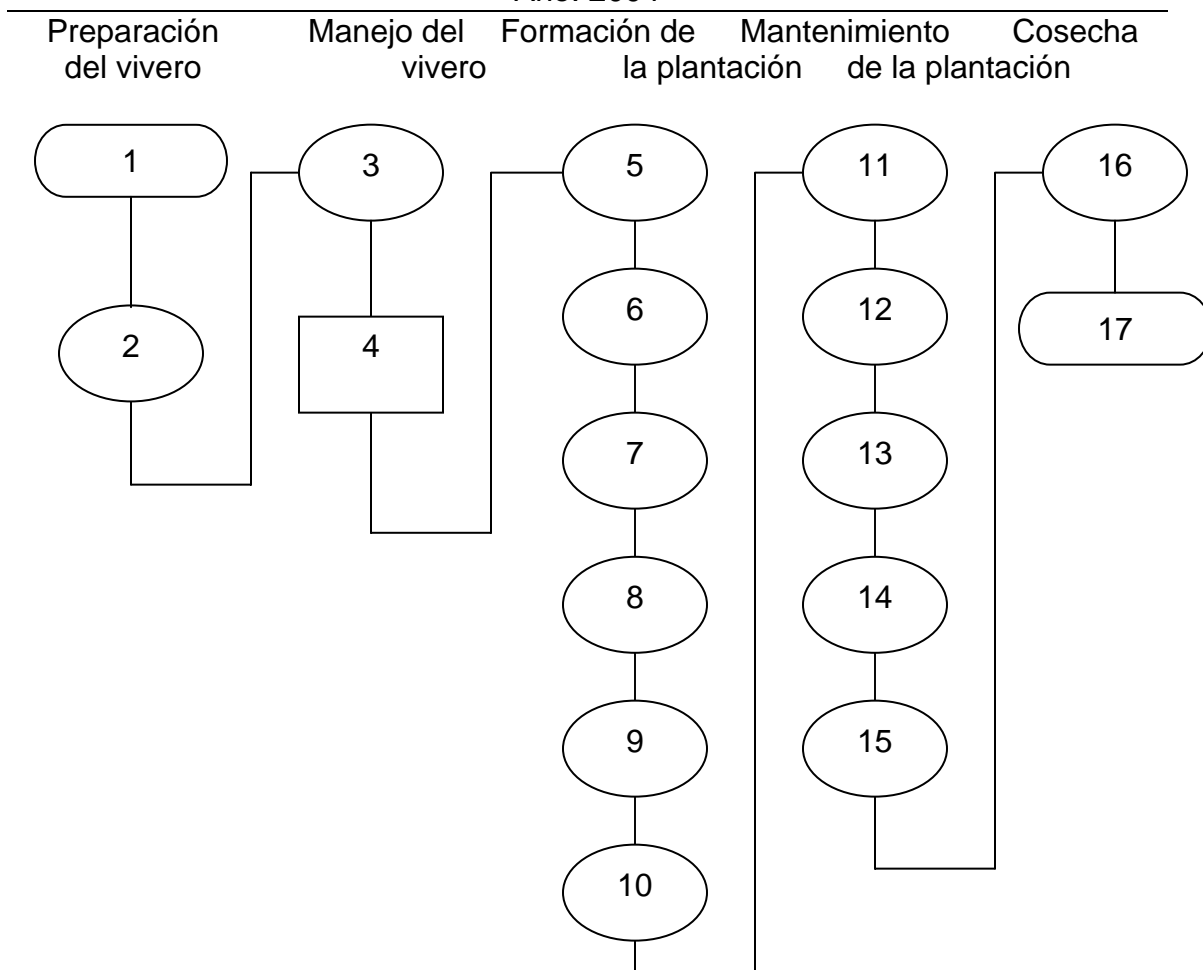 Preparación Manejo del Formación de Mantenimiento Cosecha
del vivero vivero la plantación de la plantación
1 3 5 11 16
2 4 6 12 17
7 13
8 14
9 15
10